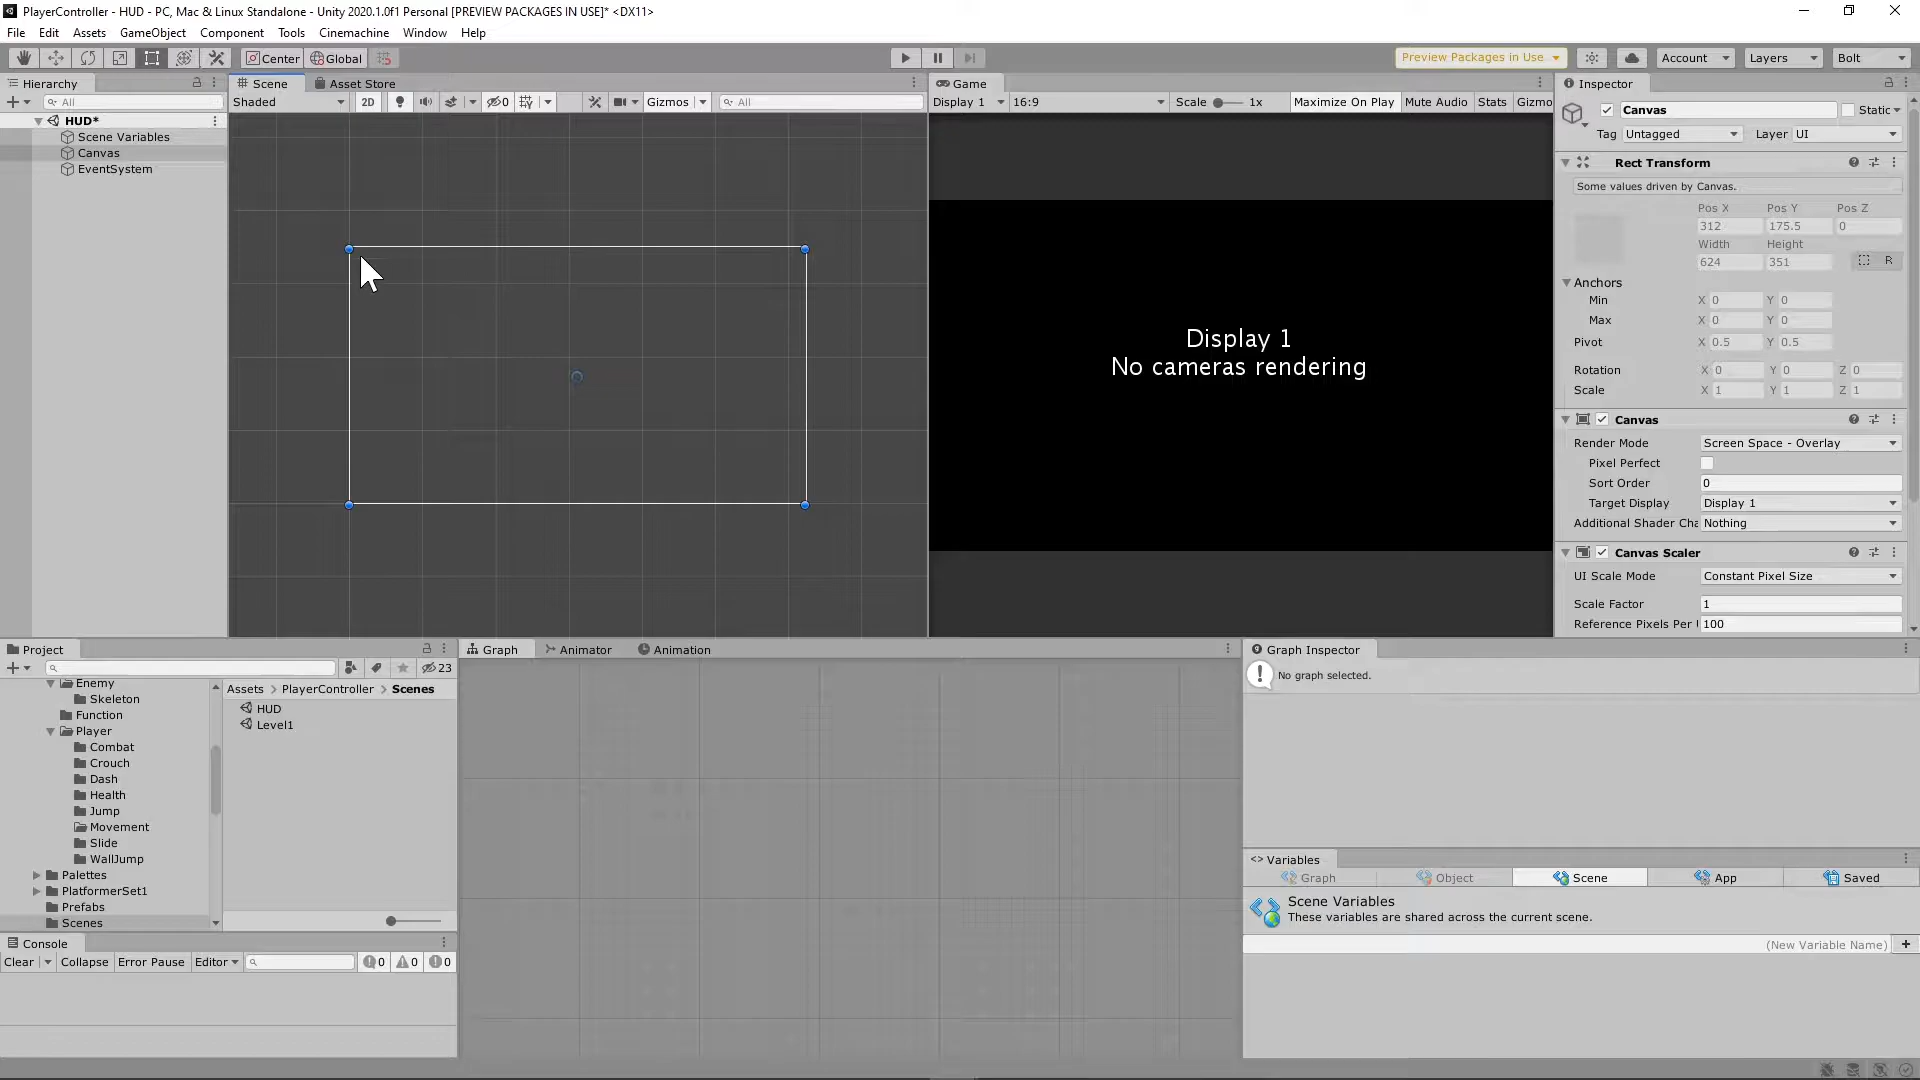 PlayerController - HUD - PC, Mac & Linux Standalone - Unity 2020.1.0f1 Personal [PREVIEW PACKAGES IN USE]* <DX11>
File Edit Assets GameObject Component Tools Cinemachine Window Help
Center Global Preview Packages in Use Account Layers Bolt
Hierarchy
All
HUD*
Scene Variables
Canvas
EventSystem
Scene Asset Store
Shaded 2D 0 Gizmos All
Game
Display 1 16:9 Scale 1x Maximize On Play Mute Audio Stats Gizmo
Display 1
No cameras rendering
Inspector
Canvas Static
Tag Untagged Layer UI
Rect Transform
Some values driven by Canvas.
Pos X Pos Y Pos Z
312 175.5 0
Width Height
624 351 R
Anchors
Min X 0 Y 0
Max X 0 Y 0
Pivot X 0.5 Y 0.5
Rotation X 0 Y 0 Z 0
Scale X 1 Y 1 Z 1
Canvas
Render Mode Screen Space - Overlay
Pixel Perfect
Sort Order 0
Target Display Display 1
Additional Shader Cha Nothing
Canvas Scaler
UI Scale Mode Constant Pixel Size
Scale Factor 1
Reference Pixels Per 100
Project
23
Enemy
Skeleton
Function
Player
Combat
Crouch
Dash
Health
Jump
Movement
Slide
WallJump
Palettes
PlatformerSet1
Prefabs
Scenes
Assets > PlayerController > Scenes
HUD
Level1
Console
Clear Collapse Error Pause Editor 0 0 0
Graph Animator Animation
Graph Inspector
No graph selected.
<> Variables
Graph Object Scene App Saved
Scene Variables
These variables are shared across the current scene.
(New Variable Name) +